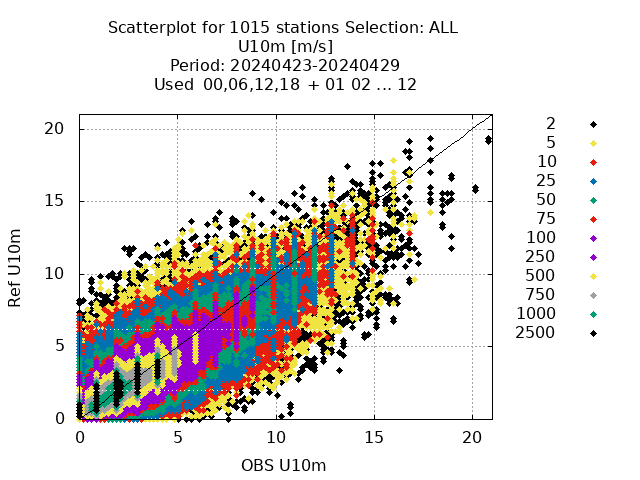 Scatterplot for 1015 stations Selection: ALL
U10m [m/s]
Period: 20240423-20240429
Used 00,06,12,18 + 01 02 ... 12
2
5
10
25
50
75
100
250
500
750
1000
2500
20
15
10
5
0
Ref U10m
0 5 10 15 20
OBS U10m